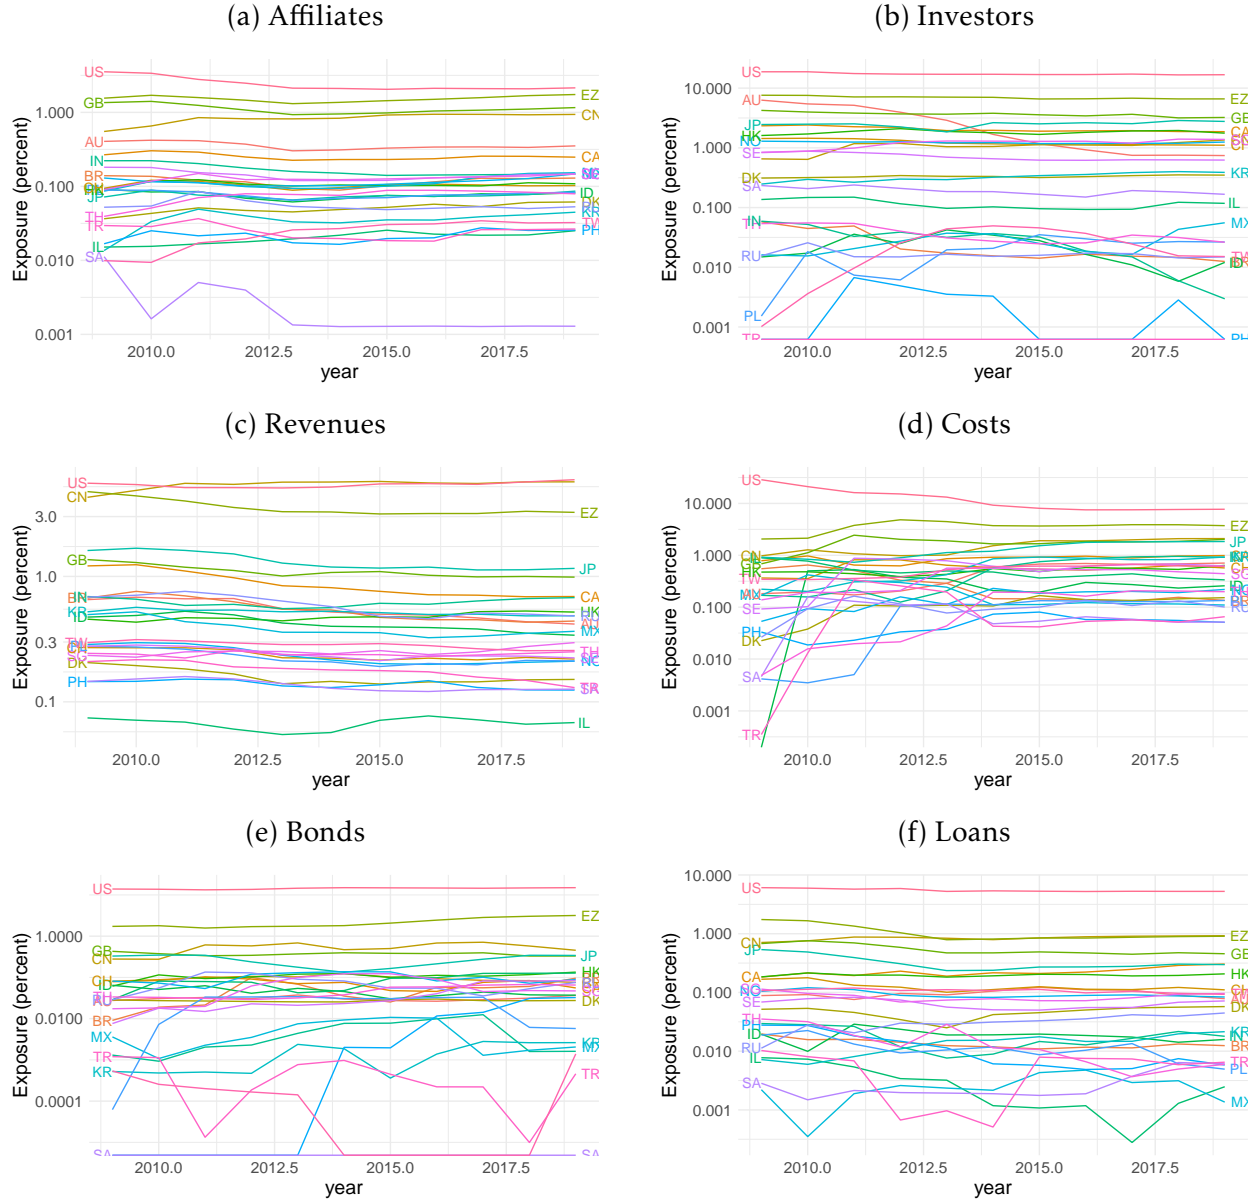 (a) Affiliates
Exposure (percent)
1.000
0.100
0.010
0.001
US
GB
AU
IN
BR
JP
TH
TR
IL
SA
EZ
CN
CA
ID
DK
KR
PH
2010.0 2012.5 2015.0 2017.5
year
(b) Investors
Exposure (percent)
10.000
1.000
0.100
0.010
0.001
US
AU
JP
HK
NO
SE
SA
RU
PL
TR
EZ
GB
CA
KR
IL
MX
TW
PH
2010.0 2012.5 2015.0 2017.5
year
(c) Revenues
Exposure (percent)
3.0
1.0
0.3
0.1
US
CN
GB
KR
ID
TW
SG
DK
PH
EZ
JP
CA
HK
AU
MX
TH
NO
IL
2010.0 2012.5 2015.0 2017.5
year
(d) Costs
Exposure (percent)
10.000
1.000
0.100
0.010
0.001
US
CN
TW
SE
PH
DK
SA
TR
EZ
JP
SG
ID
RU
2010.0 2012.5 2015.0 2017.5
year
(e) Bonds
Exposure (percent)
1.0000
0.0100
0.0001
US
GB
CN
CH
ID
RU
BR
MX
TR
KR
SA
EZ
JP
HK
DK
KR
MX
TR
SA
2010.0 2012.5 2015.0 2017.5
year
(f) Loans
Exposure (percent)
10.000
1.000
0.100
0.010
0.001
US
CN
JP
CA
NO
SE
TH
PH
ID
RU
IL
SA
EZ
GB
HK
DK
BR
TR
PL
MX
2010.0 2012.5 2015.0 2017.5
year